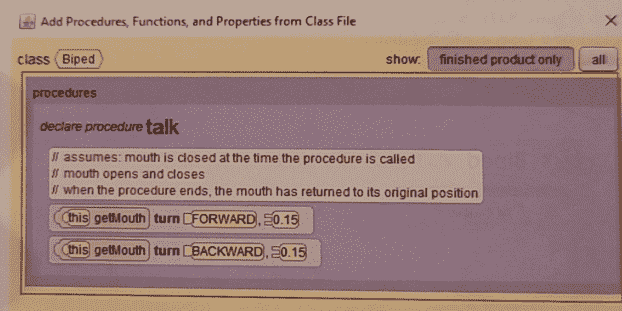 Add Procedures, Functions, and Properties from Class File
class Biped show: finished product only all
procedures
declare procedure talk
// assumes: mouth is closed at the time the procedure is called
// mouth opens and closes
// when the procedure ends, the mouth has returned to its original position
this getMouth turn FORWARD, 0.15
this getMouth turn BACKWARD, 0.15